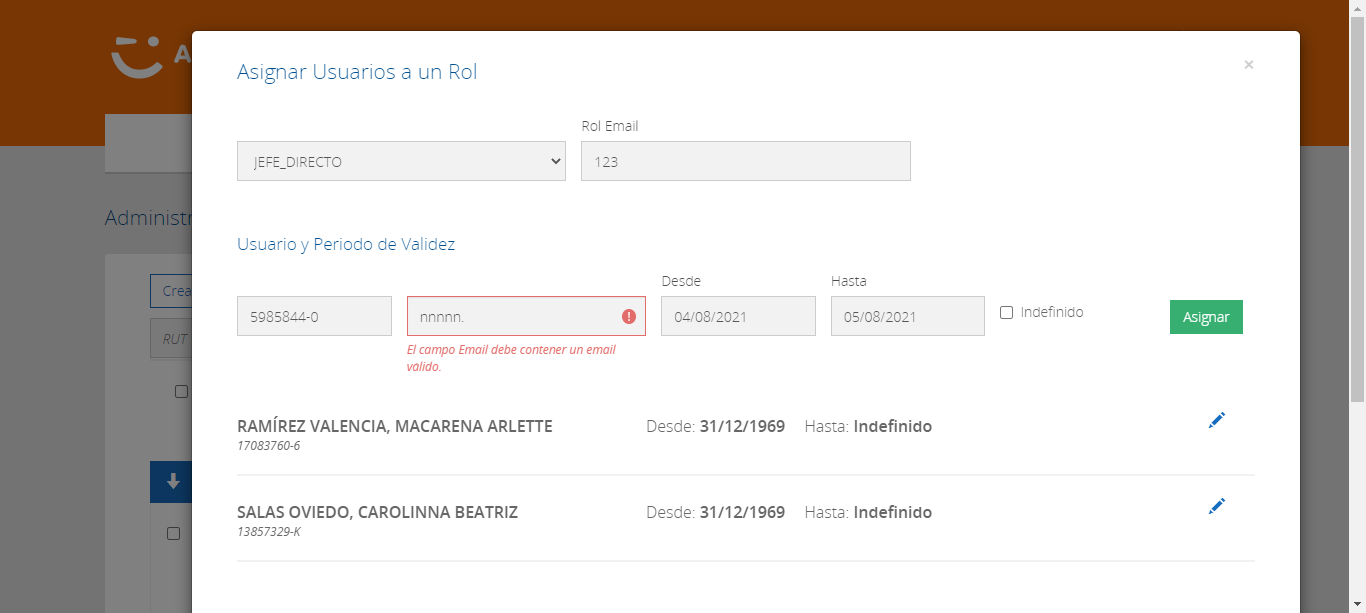 Asignar Usuarios a un Rol
×
Rol Email
JEFE_DIRECTO
123
Usuario y Periodo de Validez
Desde
Hasta
5985844-0
nnnnn.
04/08/2021
05/08/2021
Indefinido
Asignar
El campo Email debe contener un email
valido.
RAMÍREZ VALENCIA, MACARENA ARLETTE
Desde: 31/12/1969 Hasta: Indefinido
17083760-6
SALAS OVIEDO, CAROLINNA BEATRIZ
Desde: 31/12/1969 Hasta: Indefinido
13857329-K
A
Administr
Crea
RUT